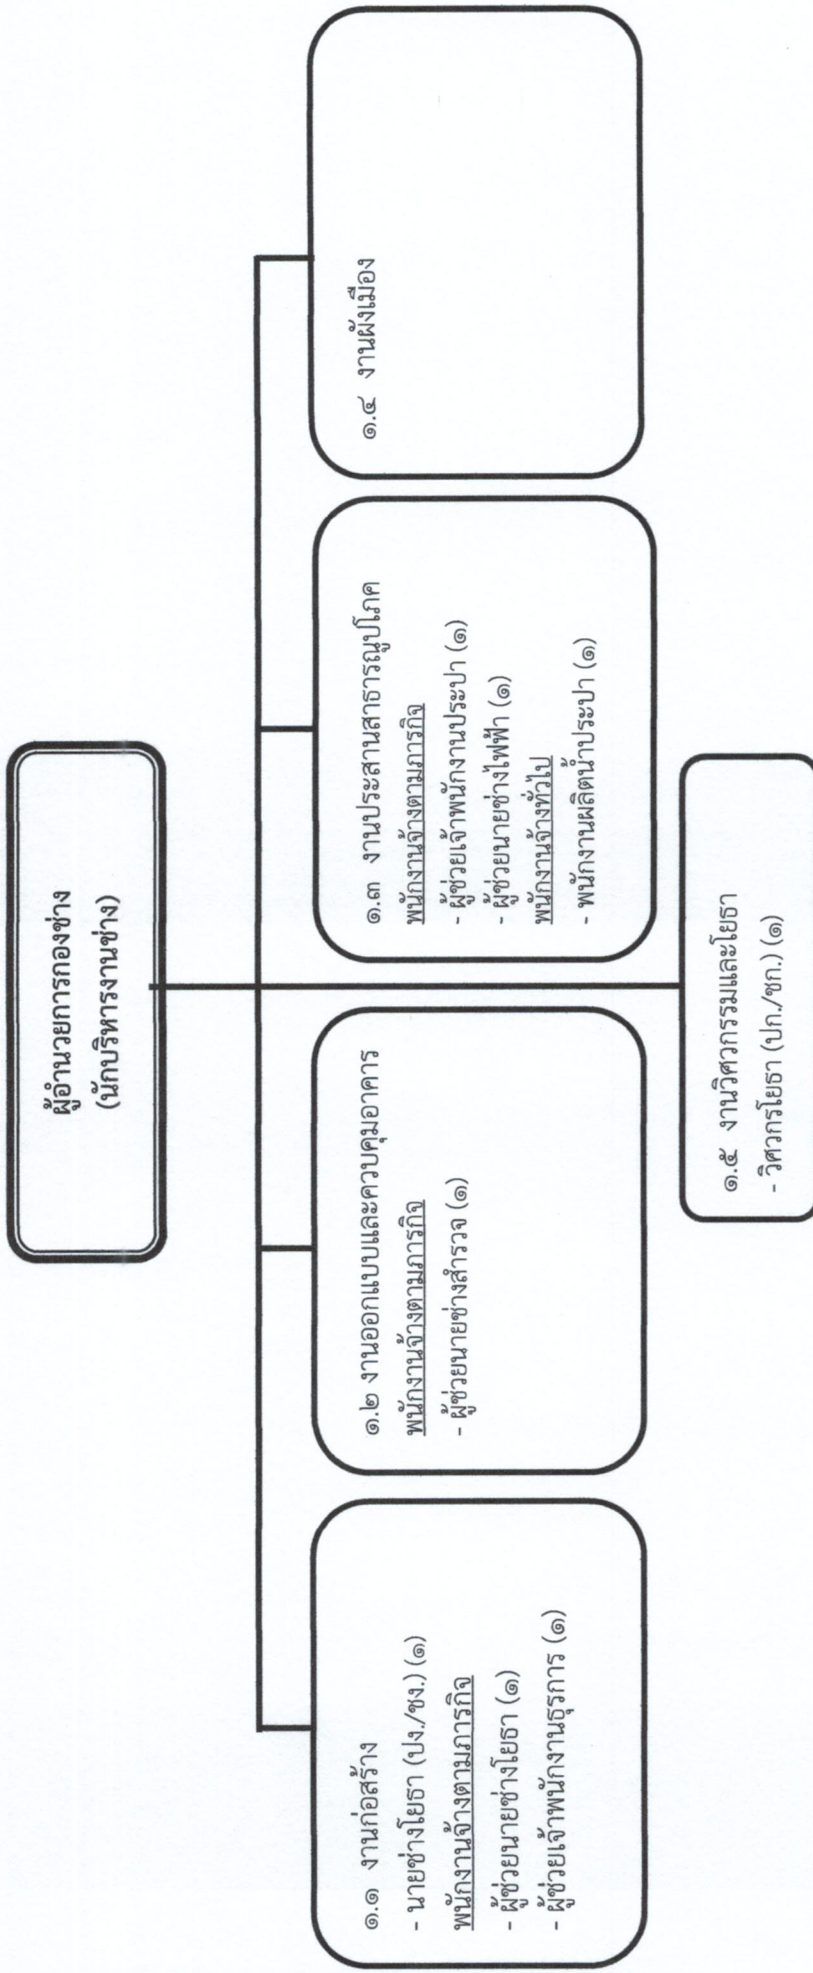 ผู้อำนวยการกองช่าง
(นักบริหารงานช่าง)
๑.๑ งานก่อสร้าง
- นายช่างโยธา (ปง./ชง.) (๑)
พนักงานจ้างตามภารกิจ
- ผู้ช่วยนายช่างโยธา (๑)
- ผู้ช่วยเจ้าพนักงานธุรการ (๑)
๑.๒ งานออกแบบและควบคุมอาคาร
พนักงานจ้างตามภารกิจ
- ผู้ช่วยนายช่างสำรวจ (๑)
๑.๓ งานประสานสาธารณูปโภค
พนักงานจ้างตามภารกิจ
- ผู้ช่วยเจ้าพนักงานประปา (๑)
- ผู้ช่วยนายช่างไฟฟ้า (๑)
พนักงานจ้างทั่วไป
- พนักงานผลิตน้ำประปา (๑)
๑.๔ งานผังเมือง
๑.๕ งานวิศวกรรมและโยธา
- วิศวกรโยธา (ปก./ชก.) (๑)